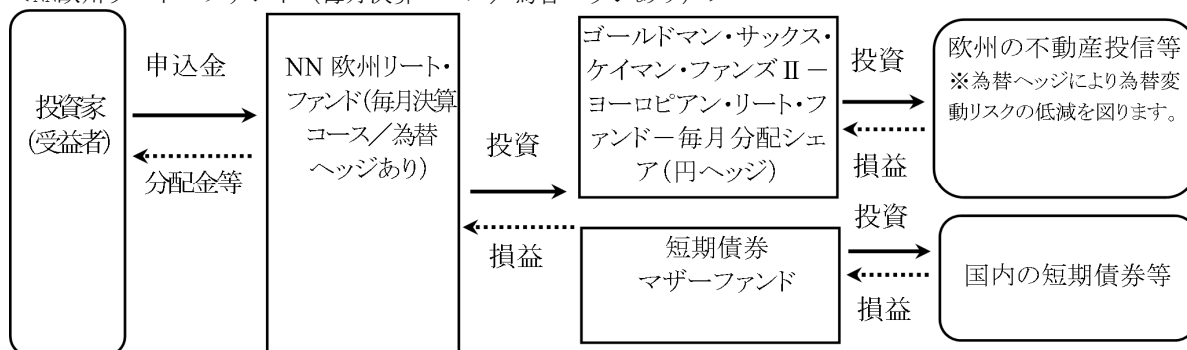 投資家
(受益者)
申込金
分配金等
NN 欧州リート・
ファンド(毎月決算
コース/為替
ヘッジあり)
投資
損益
ゴールドマン・サックス・
ケイマン・ファンズⅡ－
ヨーロピアン・リート・フ
ァンド－毎月分配シェ
ア(円ヘッジ)
投資
損益
欧州の不動産投信等
※為替ヘッジにより為替変
動リスクの低減を図ります。
短期債券
マザーファンド
投資
損益
国内の短期債券等